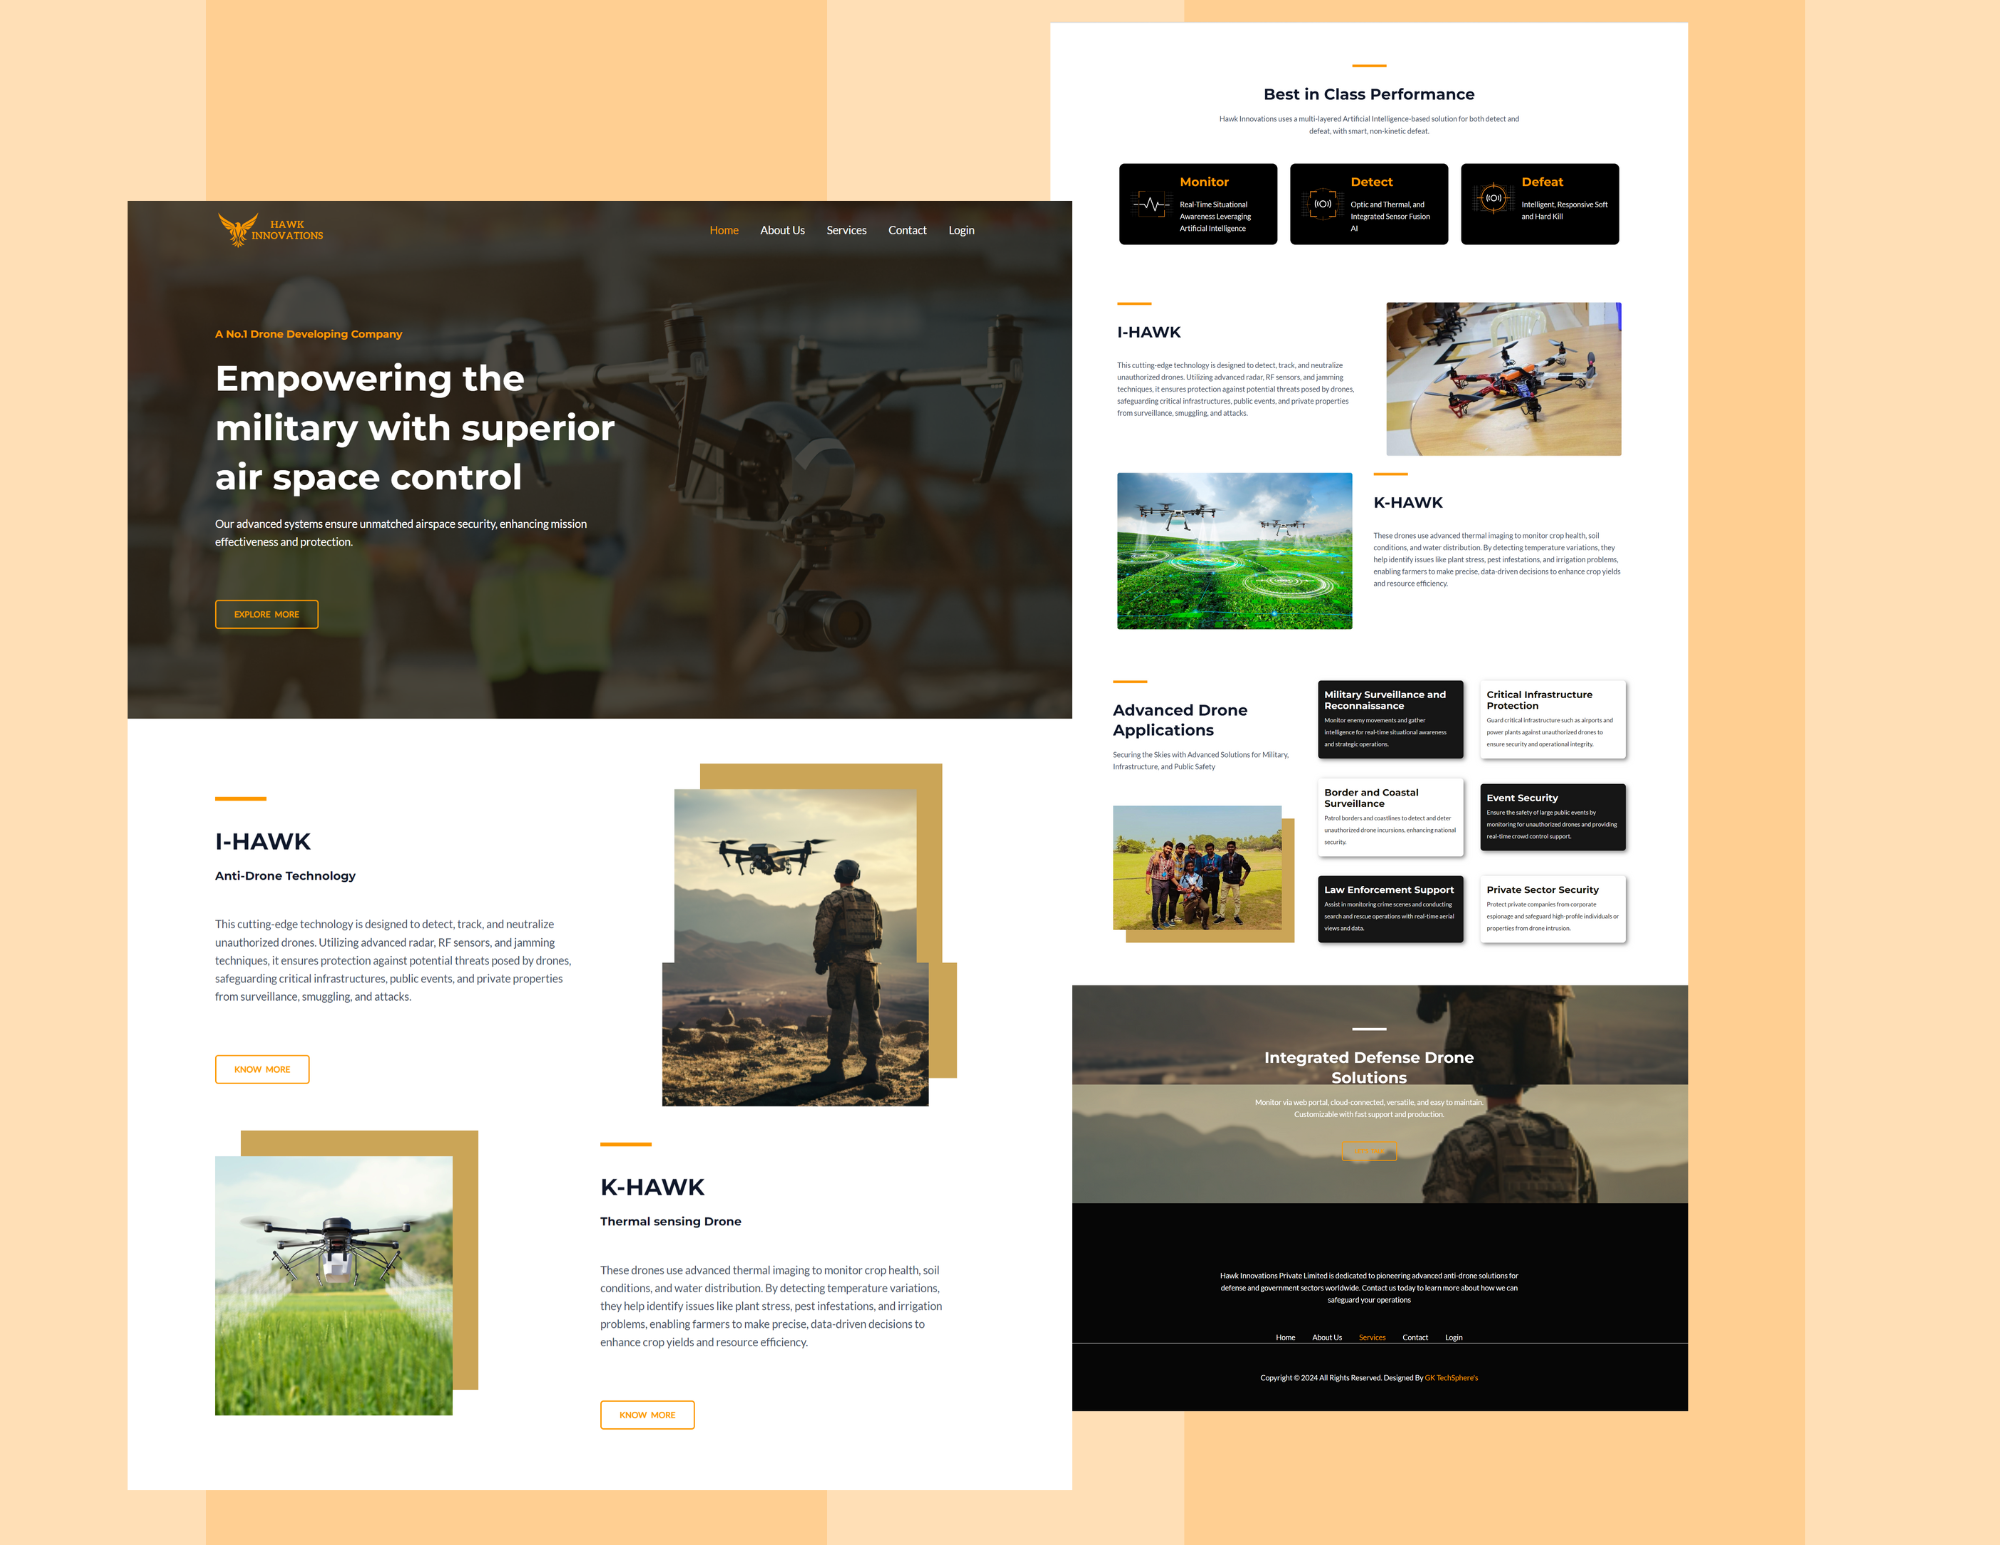 HAWK
INNOVATIONS
Home About Us Services Contact Login
A No.1 Drone Developing Company
Empowering the
military with superior
air space control
Our advanced systems ensure unmatched airspace security, enhancing mission
effectiveness and protection.
EXPLORE MORE
I-HAWK
Anti-Drone Technology
This cutting-edge technology is designed to detect, track, and neutralize
unauthorized drones. Utilizing advanced radar, RF sensors, and jamming
techniques, it ensures protection against potential threats posed by drones,
safeguarding critical infrastructures, public events, and private properties
from surveillance, smuggling, and attacks.
KNOW MORE
K-HAWK
Thermal sensing Drone
These drones use advanced thermal imaging to monitor crop health, soil
conditions, and water distribution. By detecting temperature variations,
they help identify issues like plant stress, pest infestations, and irrigation
problems, enabling farmers to make precise, data-driven decisions to
enhance crop yields and resource efficiency.
KNOW MORE
Best in Class Performance
Hawk Innovations uses a multi-layered Artificial Intelligence-based solution for both detect and
defeat, with smart, non-kinetic defeat.
Monitor
Real-Time Situational
Awareness Leveraging
Artificial Intelligence
Detect
Optic and Thermal, and
Integrated Sensor Fusion
AI
Defeat
Intelligent, Responsive Soft
and Hard Kill
I-HAWK
This cutting-edge technology is designed to detect, track, and neutralize
unauthorized drones. Utilizing advanced radar, RF sensors, and jamming
techniques, it ensures protection against potential threats posed by drones,
safeguarding critical infrastructures, public events, and private properties
from surveillance, smuggling, and attacks.
K-HAWK
These drones use advanced thermal imaging to monitor crop health, soil
conditions, and water distribution. By detecting temperature variations, they
help identify issues like plant stress, pest infestations, and irrigation problems,
enabling farmers to make precise, data-driven decisions to enhance crop yields
and resource efficiency.
Advanced Drone
Applications
Securing the Skies with Advanced Solutions for Military,
Infrastructure, and Public Safety
Military Surveillance and
Reconnaissance
Monitor enemy movements and gather
intelligence for real-time situational awareness
and strategic operations.
Critical Infrastructure
Protection
Guard critical infrastructure such as airports and
power plants against unauthorized drones to
ensure security and operational integrity.
Border and Coastal
Surveillance
Patrol borders and coastlines to detect and deter
unauthorized drone incursions, enhancing national
security.
Event Security
Ensure the safety of large public events by
monitoring for unauthorized drones and providing
real-time crowd control support.
Law Enforcement Support
Assist in monitoring crime scenes and conducting
search and rescue operations with real-time aerial
views and data.
Private Sector Security
Protect private companies from corporate
espionage and safeguard high-profile individuals or
properties from drone intrusion.
Integrated Defense Drone
Solutions
Monitor via web portal, cloud-connected, versatile, and easy to maintain.
Customizable with fast support and production.
Hawk Innovations Private Limited is dedicated to pioneering advanced anti-drone solutions for
defense and government sectors worldwide. Contact us today to learn more about how we can
safeguard your operations
Home About Us Services Contact Login
Copyright © 2024 All Rights Reserved. Designed By GK TechSphere's